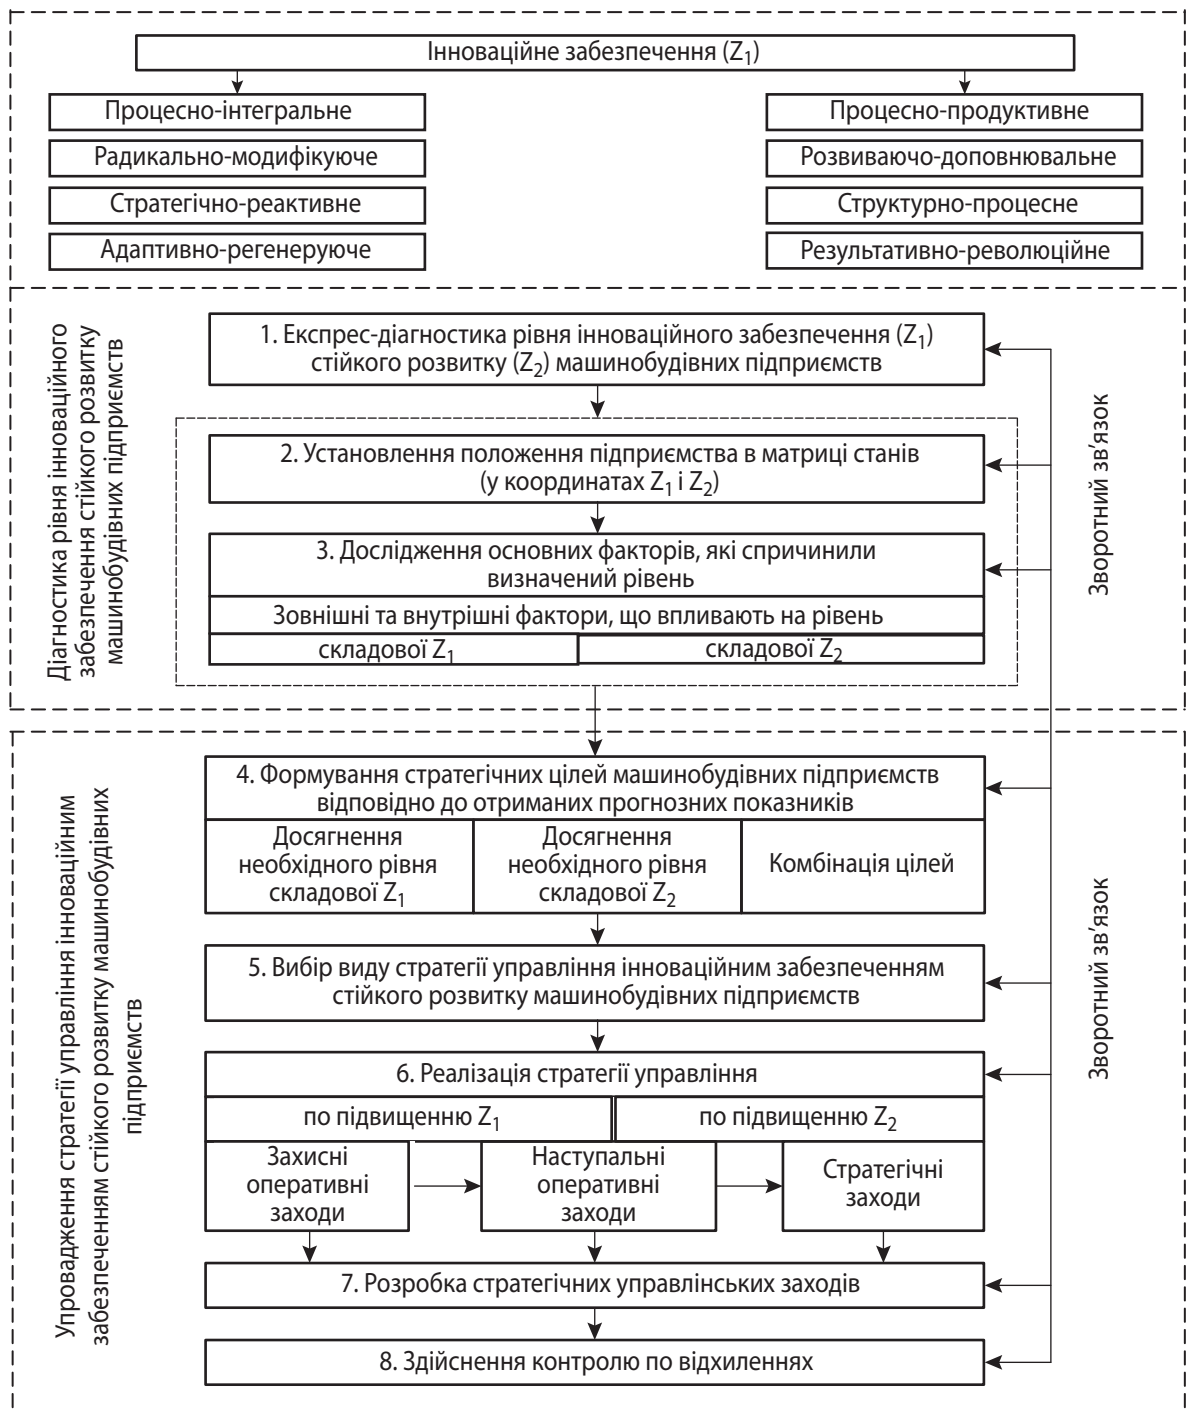 Інноваційне забезпечення (Z1)
Процесно-інтегральне
Радикально-модифікуюче
Стратегічно-реактивне
Адаптивно-регенеруюче
Процесно-продуктивне
Розвиваючо-доповнювальне
Структурно-процесне
Результативно-революційне
Діагностика рівня інноваційного
забезпечення стійкого розвитку
машинобудівних підприємств
1. Експрес-діагностика рівня інноваційного забезпечення (Z1)
стійкого розвитку (Z2) машинобудівних підприємств
2. Установлення положення підприємства в матриці станів
(у координатах Z1 і Z2)
3. Дослідження основних факторів, які спричинили
визначений рівень
Зовнішні та внутрішні фактори, що впливають на рівень
складової Z1
складової Z2
Зворотний зв’язок
Упровадження стратегії управління інноваційним
забезпеченням стійкого розвитку машинобудівних
підприємств
4. Формування стратегічних цілей машинобудівних підприємств
відповідно до отриманих прогнозних показників
Досягнення
необхідного рівня
складової Z1
Досягнення
необхідного рівня
складової Z2
Комбінація цілей
5. Вибір виду стратегії управління інноваційним забезпеченням
стійкого розвитку машинобудівних підприємств
6. Реалізація стратегії управління
по підвищенню Z1
по підвищенню Z2
Захисні
оперативні
заходи
Наступальні
оперативні
заходи
Стратегічні
заходи
7. Розробка стратегічних управлінських заходів
8. Здійснення контролю по відхиленнях
Зворотний зв’язок